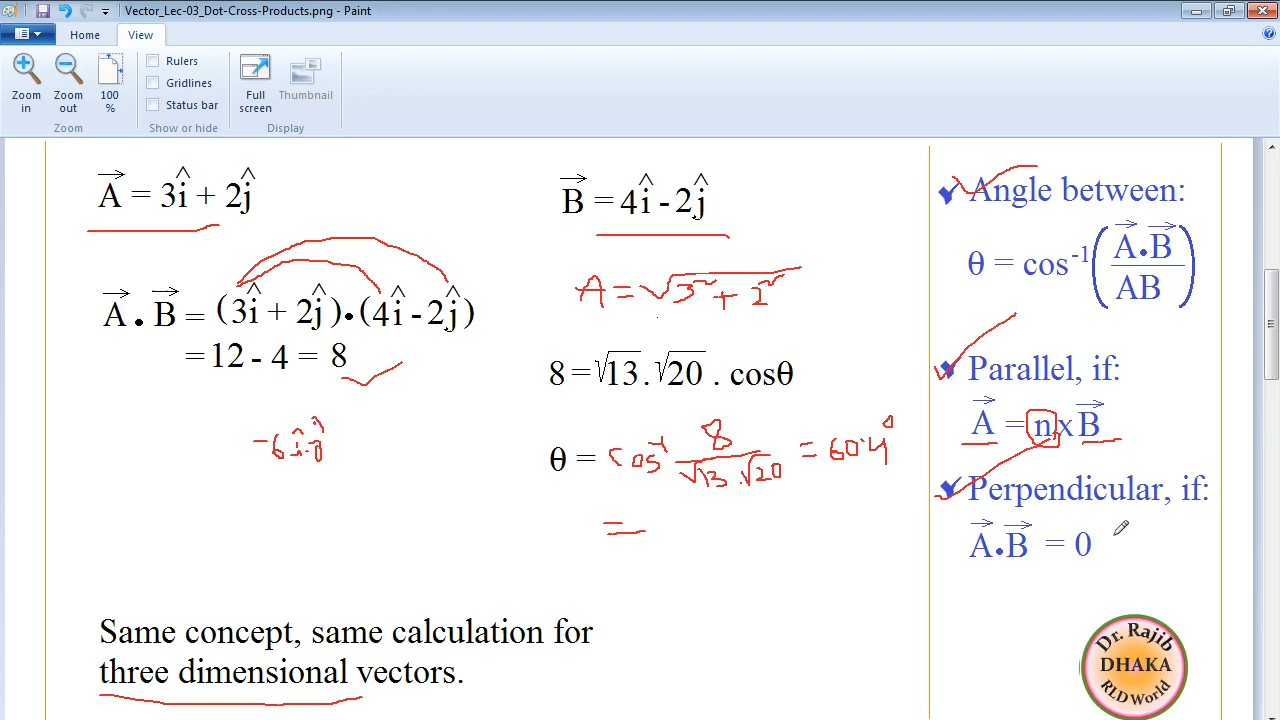 Vector_Lec-03_Dot-Cross-Products.png - Paint
Home View
Zoom in
Zoom out
100 %
Rulers
Gridlines
Status bar
Full screen
Thumbnail
Zoom
Show or hide
Display
A⃗ = 3î + 2ĵ
B⃗ = 4î - 2ĵ
A⃗ . B⃗ = (3î + 2ĵ)•(4î - 2ĵ)
= 12 - 4 = 8
-6î.ĵ
A = √3² + 2²
8 = √13 . √20 . cosθ
θ = cos⁻¹ 8/√13 .√20 = 60.4°
=
Same concept, same calculation for
three dimensional vectors.
Angle between:
θ = cos⁻¹(A⃗•B⃗/AB)
Parallel, if:
A⃗ = n x B⃗
Perpendicular, if:
A⃗•B⃗ = 0
Dr. Rajib
DHAKA
RLD World